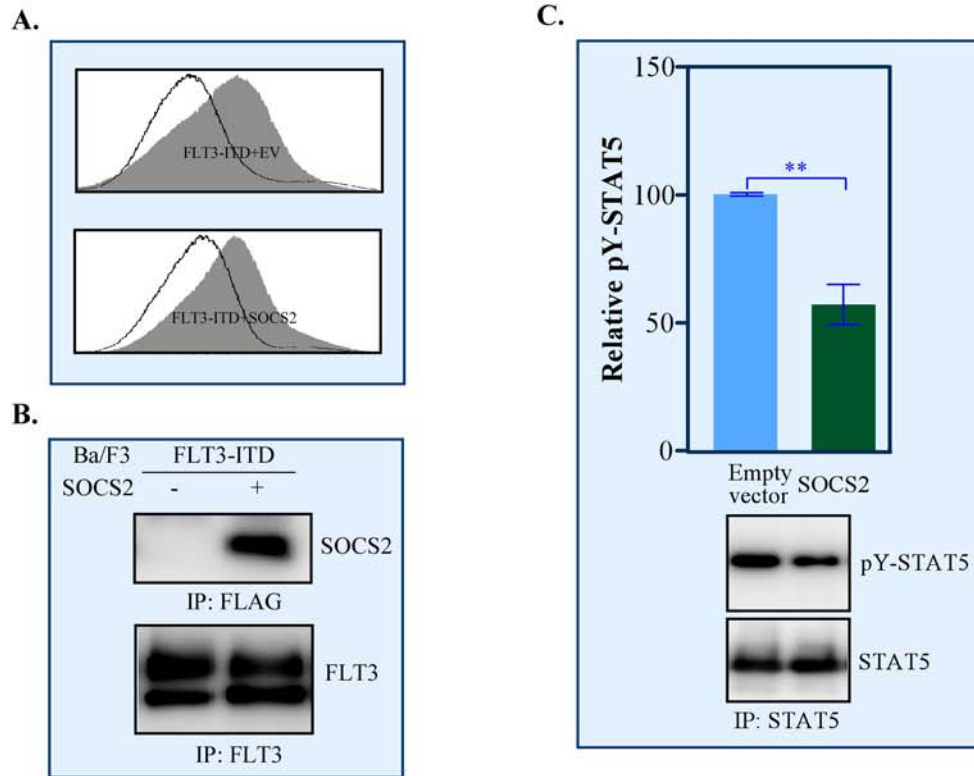 A.
FLT3-ITD+EV
FLT3-ITD+SOCS2
B.
Ba/F3 FLT3-ITD
SOCS2 - +
SOCS2
IP: FLAG
FLT3
IP: FLT3
C.
Relative pY-STAT5
150
100
50
0
**
Empty vector
SOCS2
pY-STAT5
STAT5
IP: STAT5